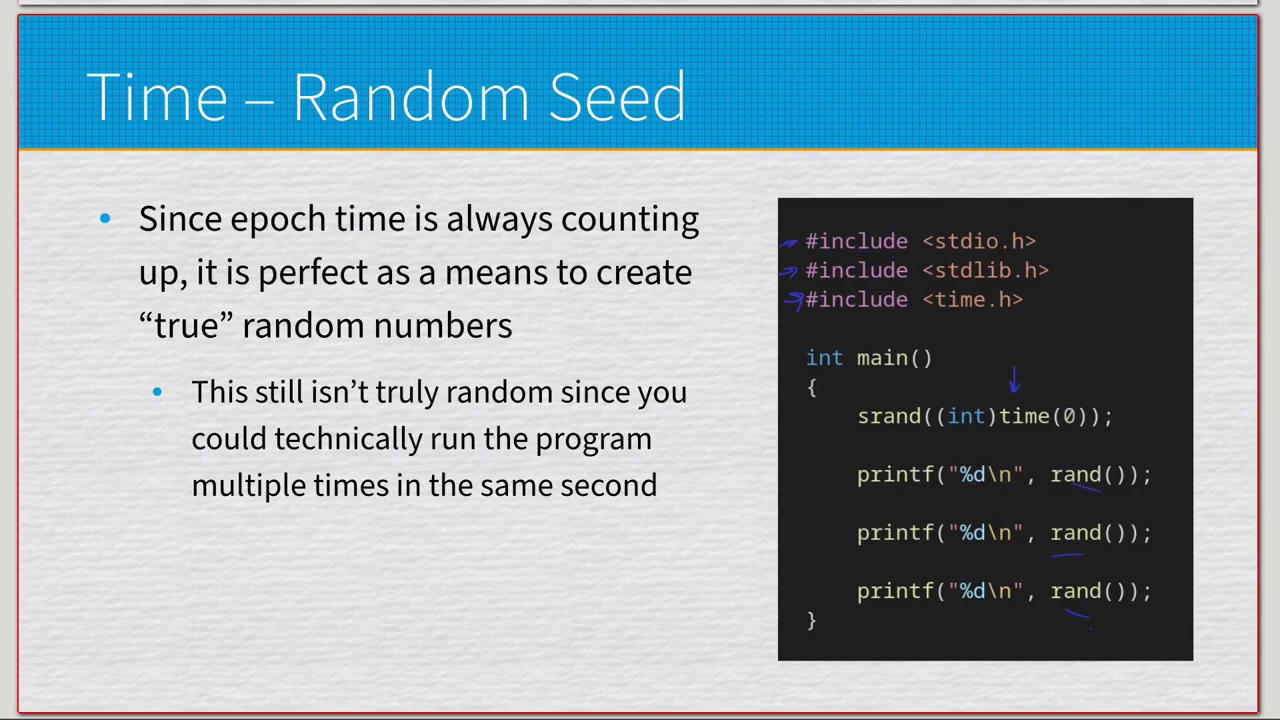 Time – Random Seed
• Since epoch time is always counting
up, it is perfect as a means to create
“true” random numbers
• This still isn’t truly random since you
could technically run the program
multiple times in the same second
#include <stdio.h>
#include <stdlib.h>
#include <time.h>
int main()
{
    srand((int)time(0));
    printf("%d\n", rand());
    printf("%d\n", rand());
    printf("%d\n", rand());
}